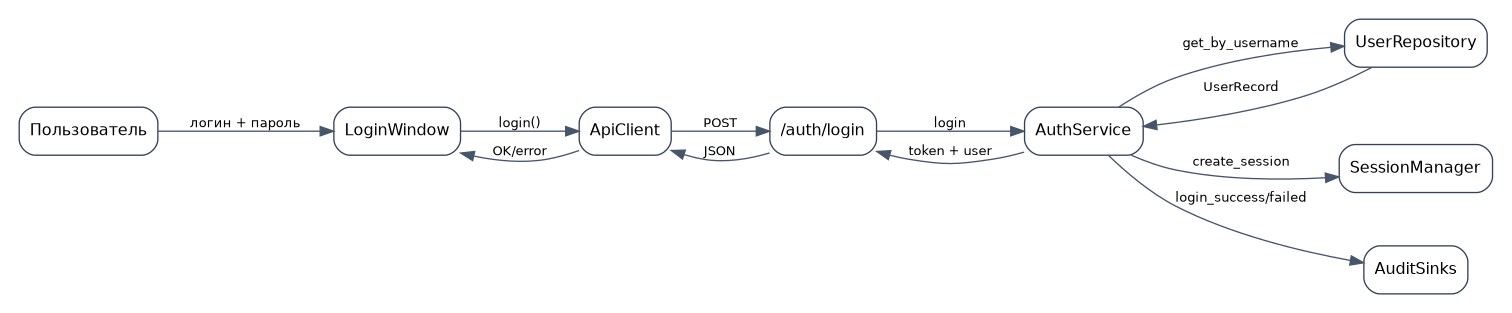 Пользователь
логин + пароль
LoginWindow
login()
OK/error
ApiClient
POST
JSON
/auth/login
login
token + user
AuthService
get_by_username
UserRecord
create_session
login_success/failed
UserRepository
SessionManager
AuditSinks